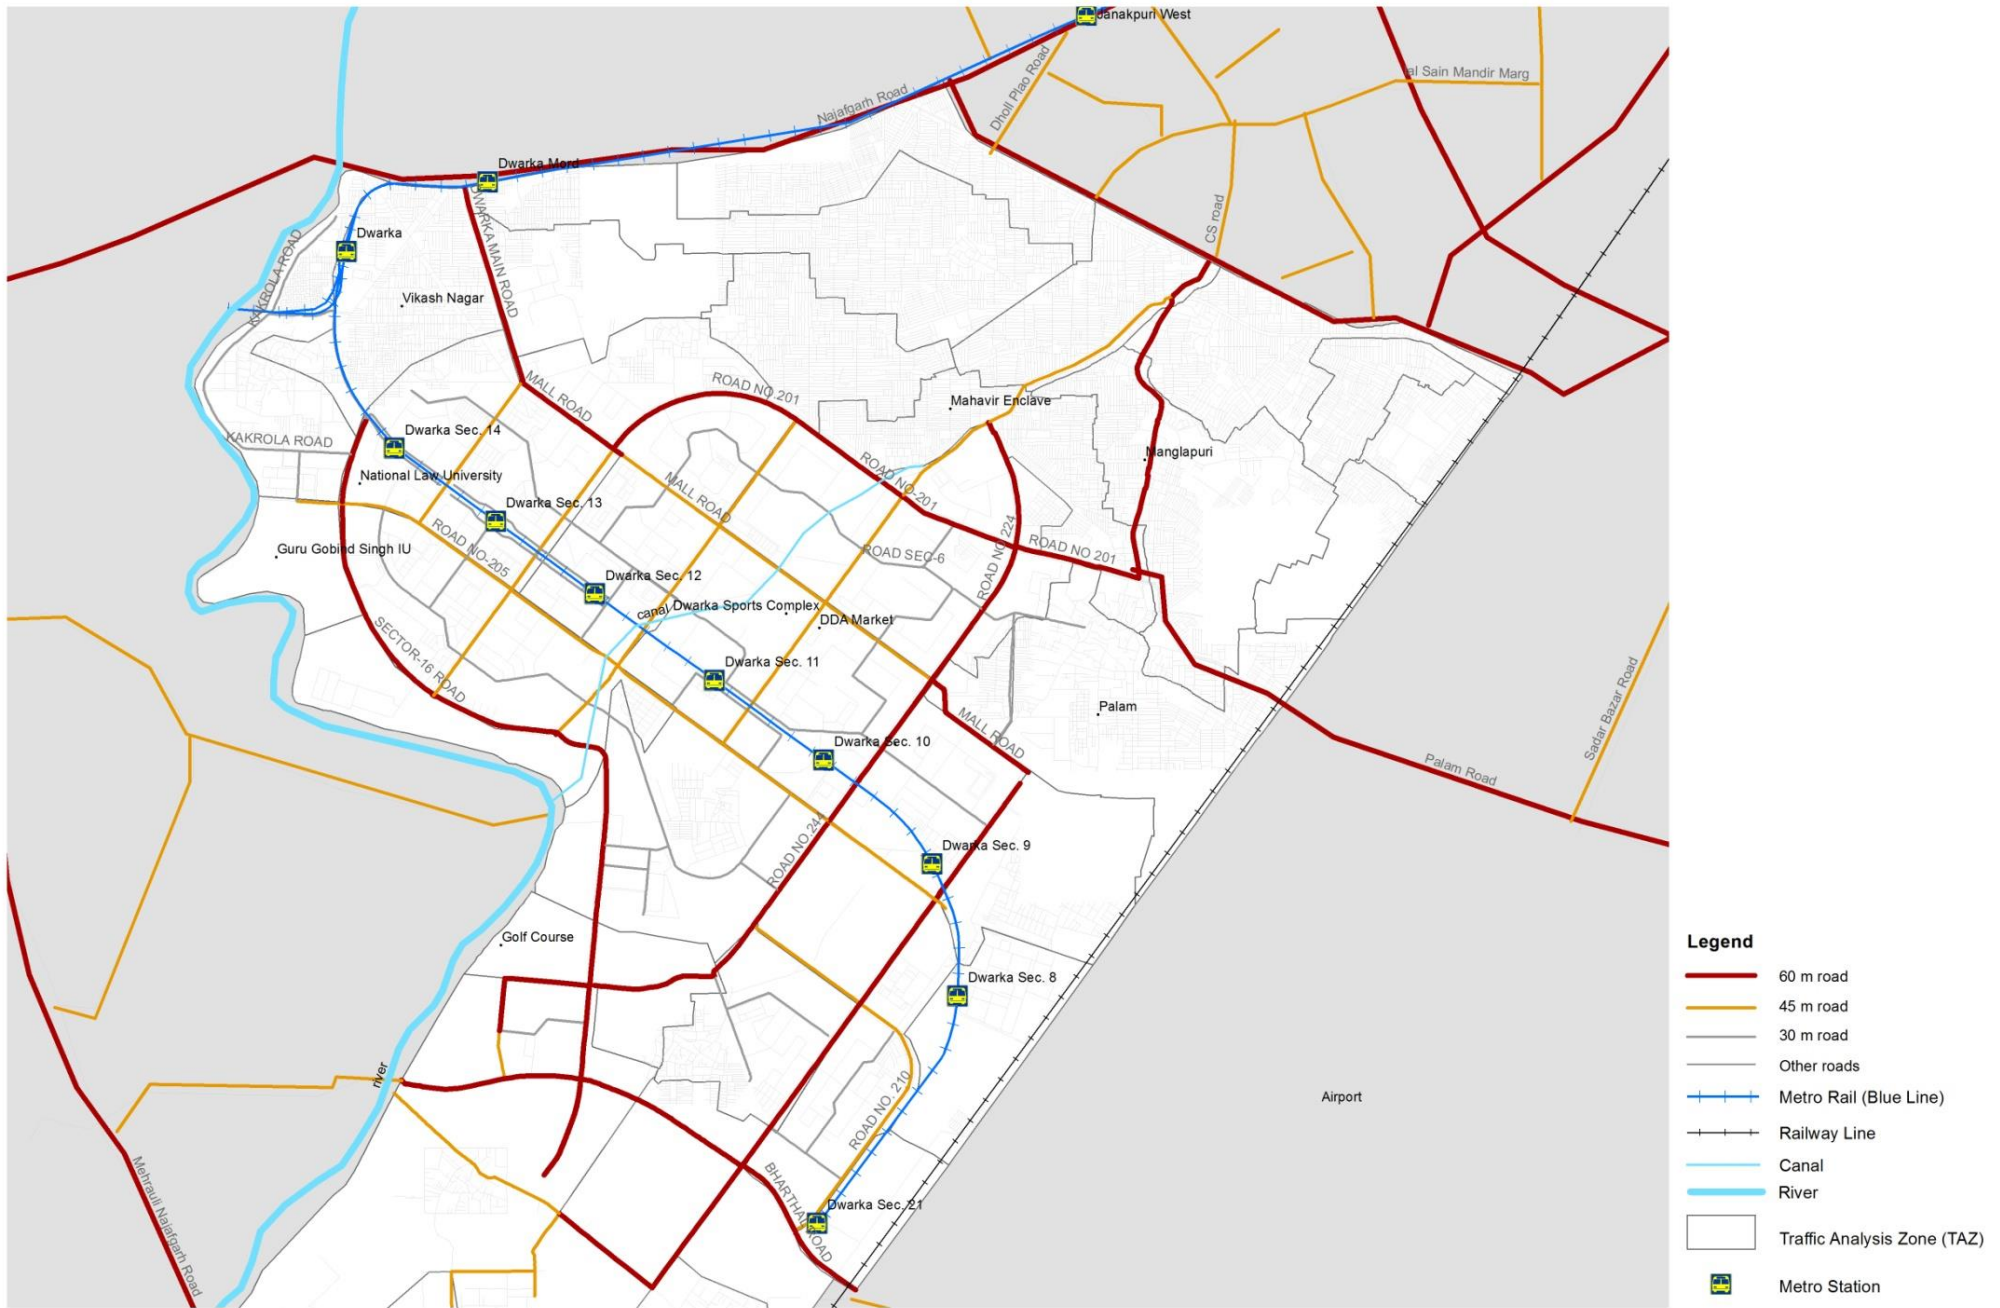 Janakpuri West
al Sain Mandir Marg
Dholl Plao Road
Najafgarh Road
Dwarka Mord
DWARKA MAIN ROAD
CS road
Dwarka
KAKROLA ROAD
Vikash Nagar
MALL ROAD
ROAD NO.201
Mahavir Enclave
Dwarka Sec. 14
KAKROLA ROAD
Manglapuri
National Law University
ROAD NO-201
MALL ROAD
Dwarka Sec. 13
ROAD NO-205
Guru Gobind Singh IU
ROAD SEC-6
ROAD NO 201
ROAD NO.224
Dwarka Sec. 12
canal
Dwarka Sports Complex
DDA Market
SECTOR-16 ROAD
Dwarka Sec. 11
Palam
MALL ROAD
Sadar Bazar Road
Dwarka Sec. 10
Palam Road
ROAD NO.244
Dwarka Sec. 9
Golf Course
Dwarka Sec. 8
river
ROAD NO. 210
Airport
Mehrauli Najafgarh Road
BHARTHAL ROAD
Dwarka Sec. 21
Legend
60 m road
45 m road
30 m road
Other roads
Metro Rail (Blue Line)
Railway Line
Canal
River
Traffic Analysis Zone (TAZ)
Metro Station